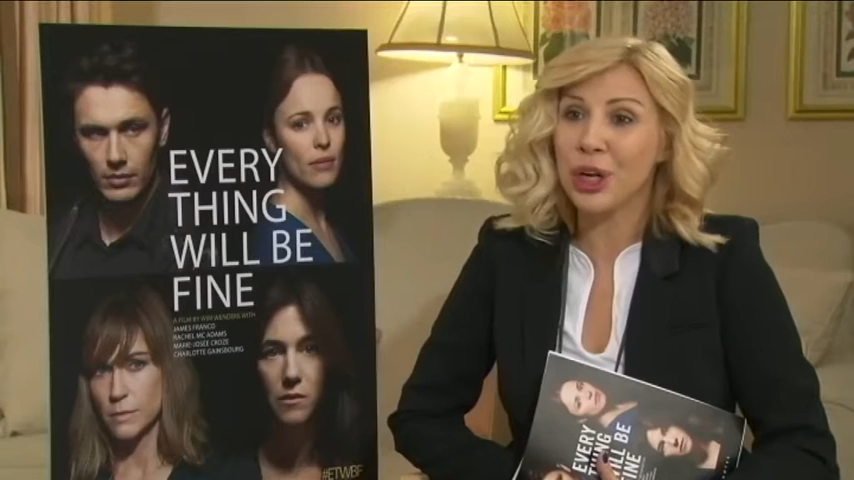 EVERY
THING
WILL BE
FINE
A FILM BY WIM WENDERS WITH
JAMES FRANCO
RACHEL MC ADAMS
MARIE-JOSÉE CROZE
CHARLOTTE GAINSBOURG
#ETWBF
EVERY
THING
WILL BE
FINE